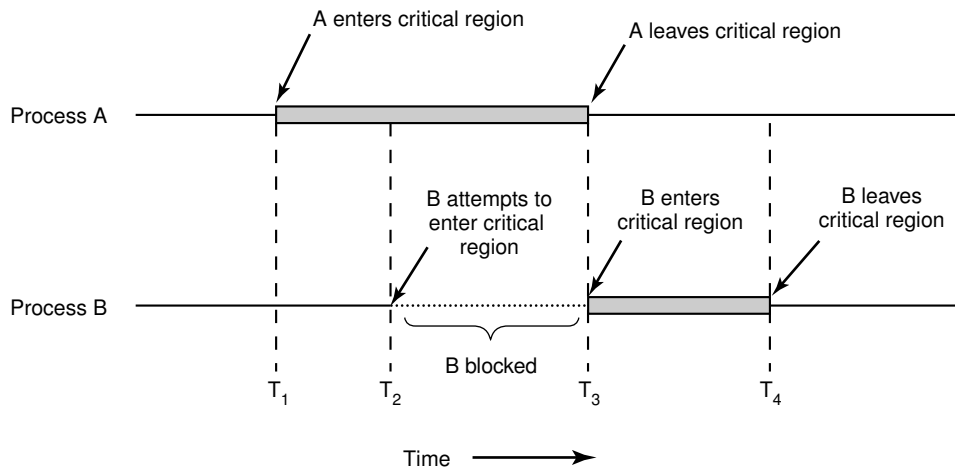 A enters critical region
A leaves critical region
Process A
B attempts to
enter critical
region
B enters
critical region
B leaves
critical region
Process B
B blocked
T1
T2
T3
T4
Time